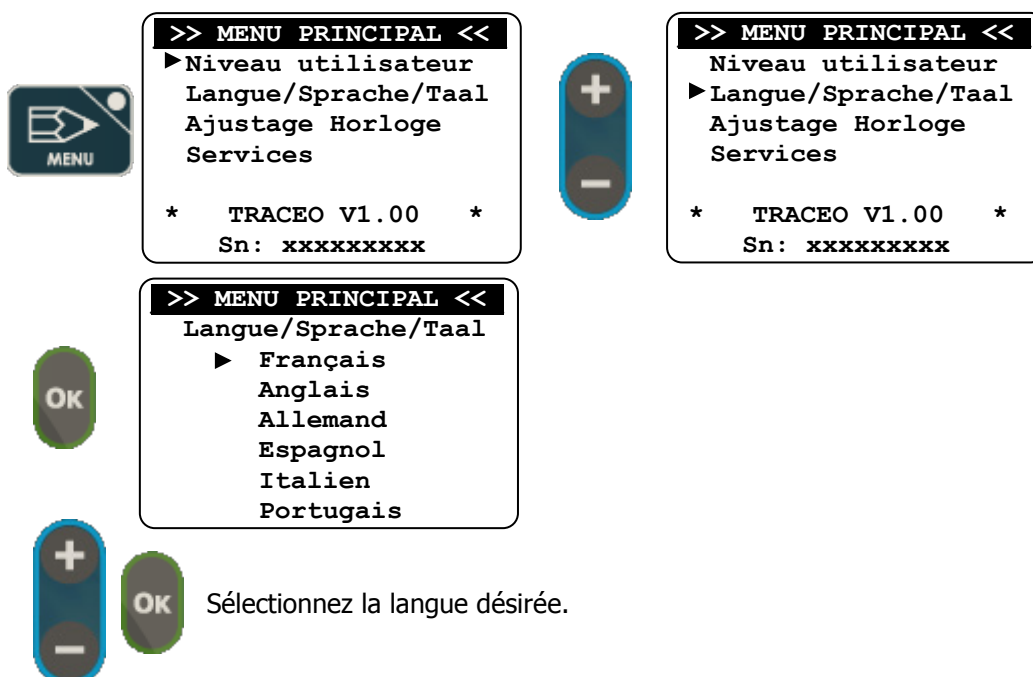 >> MENU PRINCIPAL <<
►Niveau utilisateur
Langue/Sprache/Taal
Ajustage Horloge
Services
* TRACEO V1.00 *
Sn: xxxxxxxxx
MENU
+
−
>> MENU PRINCIPAL <<
Niveau utilisateur
►Langue/Sprache/Taal
Ajustage Horloge
Services
* TRACEO V1.00 *
Sn: xxxxxxxxx
OK
>> MENU PRINCIPAL <<
Langue/Sprache/Taal
► Français
Anglais
Allemand
Espagnol
Italien
Portugais
+
−
OK
Sélectionnez la langue désirée.